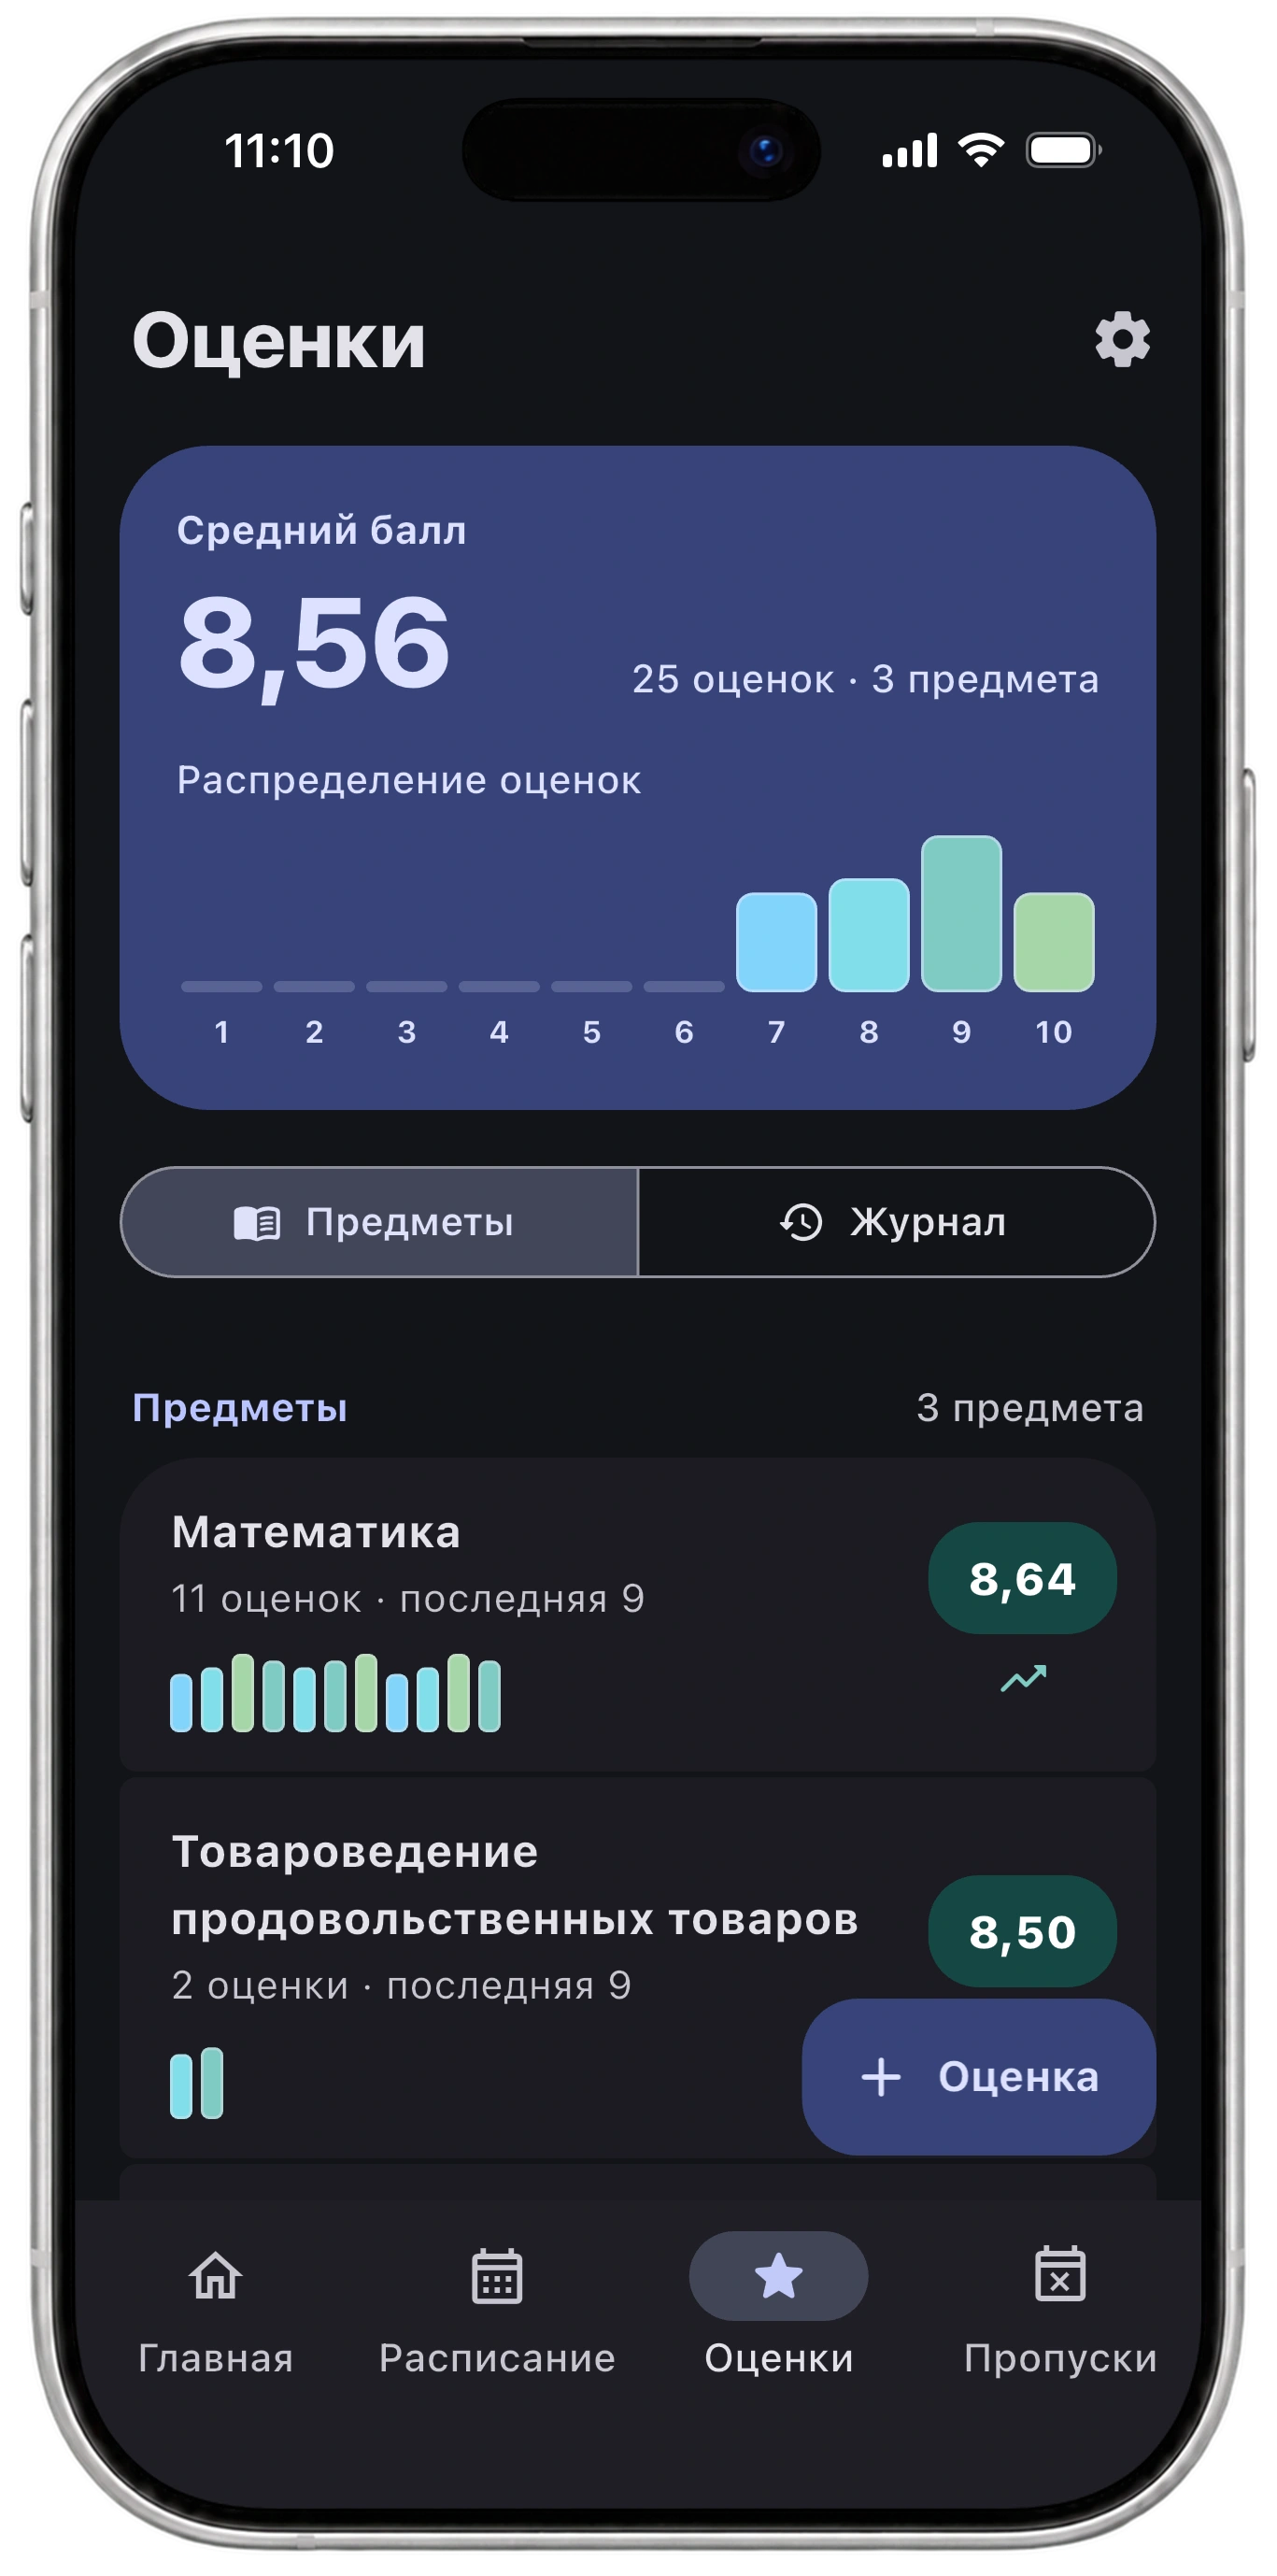 11:10
Оценки
Средний балл
8,56
25 оценок · 3 предмета
Распределение оценок
1 2 3 4 5 6 7 8 9 10
Предметы
Журнал
Предметы
3 предмета
Математика
11 оценок · последняя 9
8,64
Товароведение
продовольственных товаров
2 оценки · последняя 9
8,50
+ Оценка
Главная
Расписание
Оценки
Пропуски